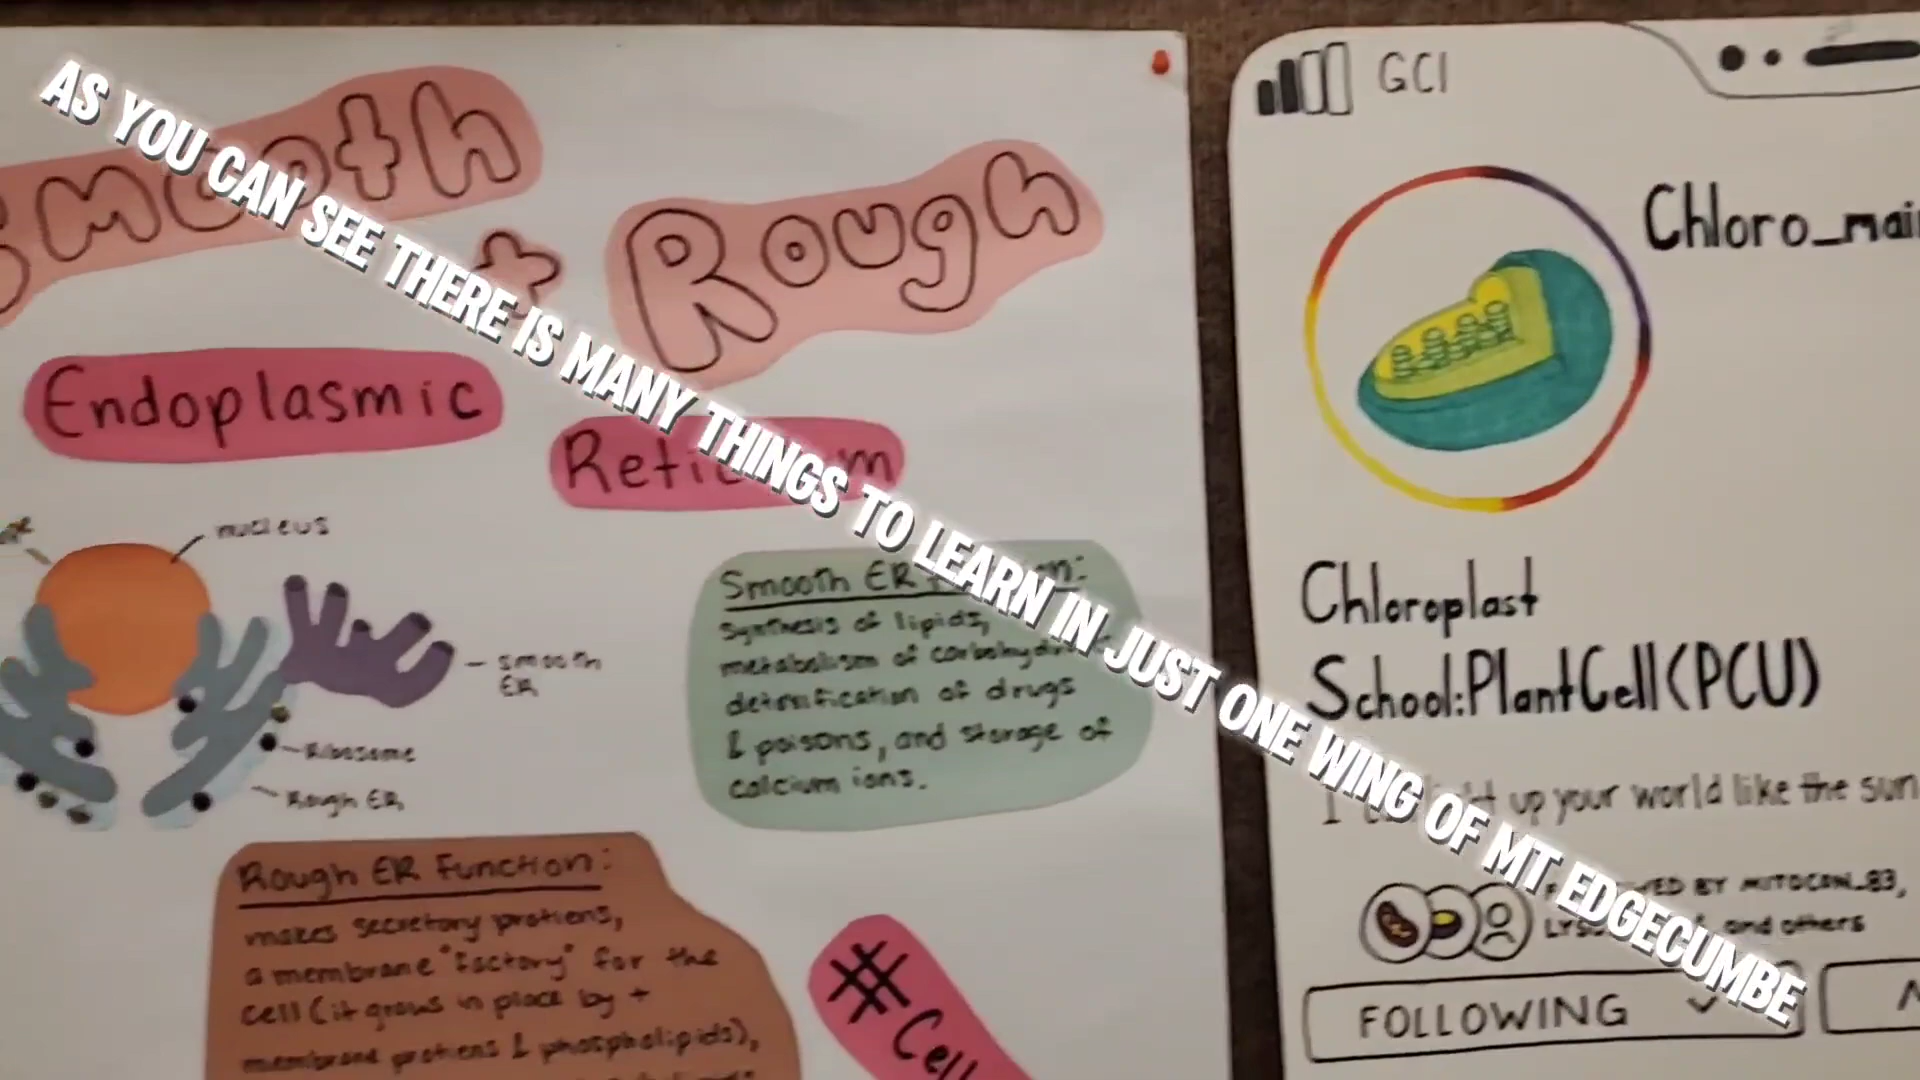 AS YOU CAN SEE THERE IS MANY THINGS TO LEARN IN JUST ONE WING OF MT EDGECUMBE
Rough
Endoplasmic
nucleus
smooth
ER
Ribosome
Rough ER
Smooth ER
synthesis of lipids,
metabolism of
detoxification of drugs
& poisons, and storage of
calcium ions.
Rough ER Function:
makes secretory protiens,
a membrane "factory" for the
cell (it grows in place by +
membrane protiens & phospholipids),
#Cell
GCI
Chloro_mai
Chloroplast
School:PlantCell(PCU)
I up your world like the sun
BY MITOCON_83,
and others
FOLLOWING